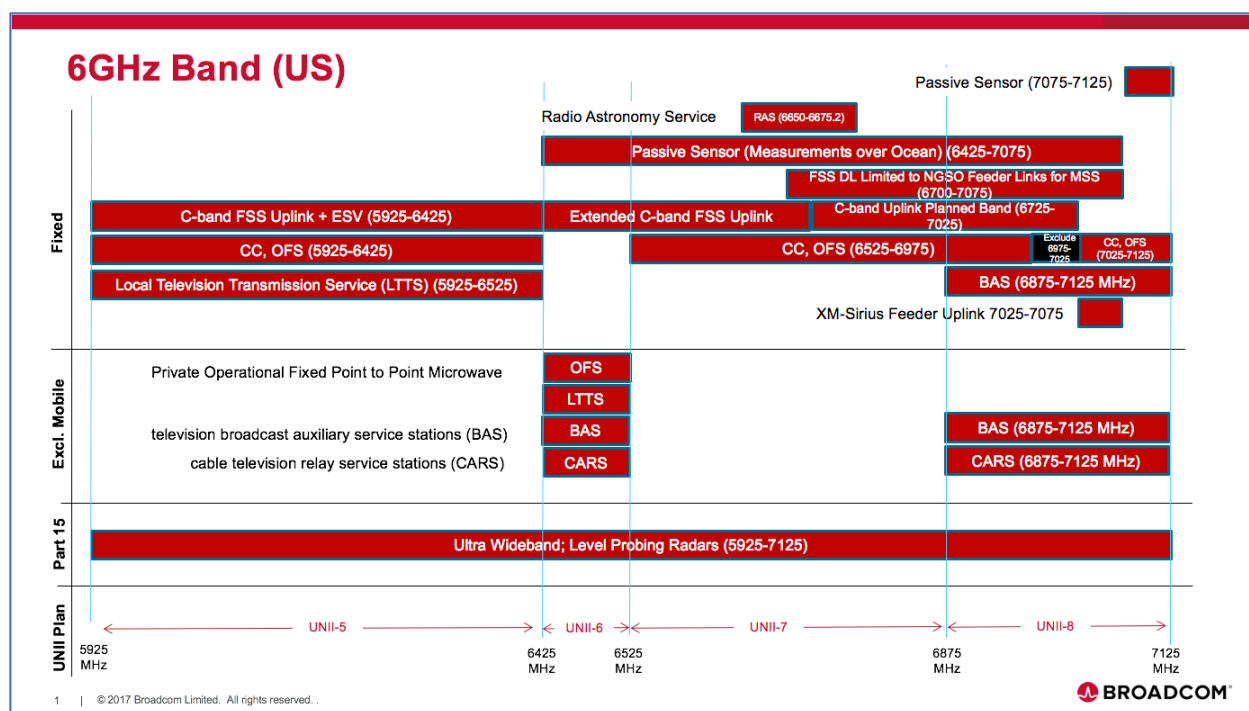 6GHz Band (US)
Passive Sensor (7075-7125)
Radio Astronomy Service
RAS (6650-6675.2)
Passive Sensor (Measurements over Ocean) (6425-7075)
FSS DL Limited to NGSO Feeder Links for MSS
(6700-7075)
Fixed
C-band FSS Uplink + ESV (5925-6425)
Extended C-band FSS Uplink
C-band Uplink Planned Band (6725-
7025)
CC, OFS (5925-6425)
CC, OFS (6525-6975)
Exclude
6975-
7025
CC, OFS
(7025-7125)
Local Television Transmission Service (LTTS) (5925-6525)
BAS (6875-7125 MHz)
XM-Sirius Feeder Uplink 7025-7075
Excl. Mobile
Private Operational Fixed Point to Point Microwave
OFS
LTTS
television broadcast auxiliary service stations (BAS)
BAS
BAS (6875-7125 MHz)
cable television relay service stations (CARS)
CARS
CARS (6875-7125 MHz)
Part 15
Ultra Wideband; Level Probing Radars (5925-7125)
UNII Plan
UNII-5
UNII-6
UNII-7
UNII-8
5925
MHz
6425
MHz
6525
MHz
6875
MHz
7125
MHz
1 | © 2017 Broadcom Limited. All rights reserved. .
BROADCOM®